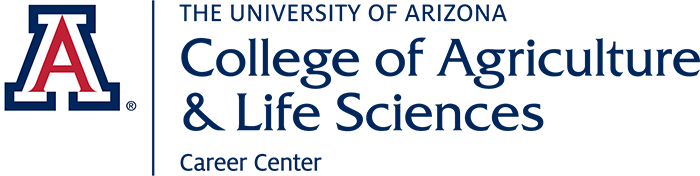 A®
THE UNIVERSITY OF ARIZONA
College of Agriculture
& Life Sciences
Career Center